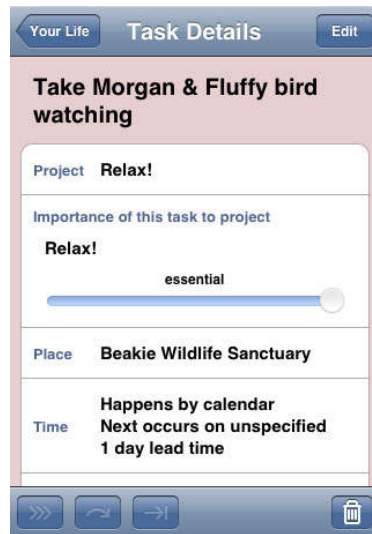 Your Life
Task Details
Edit
Take Morgan & Fluffy bird
watching
Project Relax!
Importance of this task to project
Relax!
essential
Place Beakie Wildlife Sanctuary
Happens by calendar
Time Next occurs on unspecified
1 day lead time